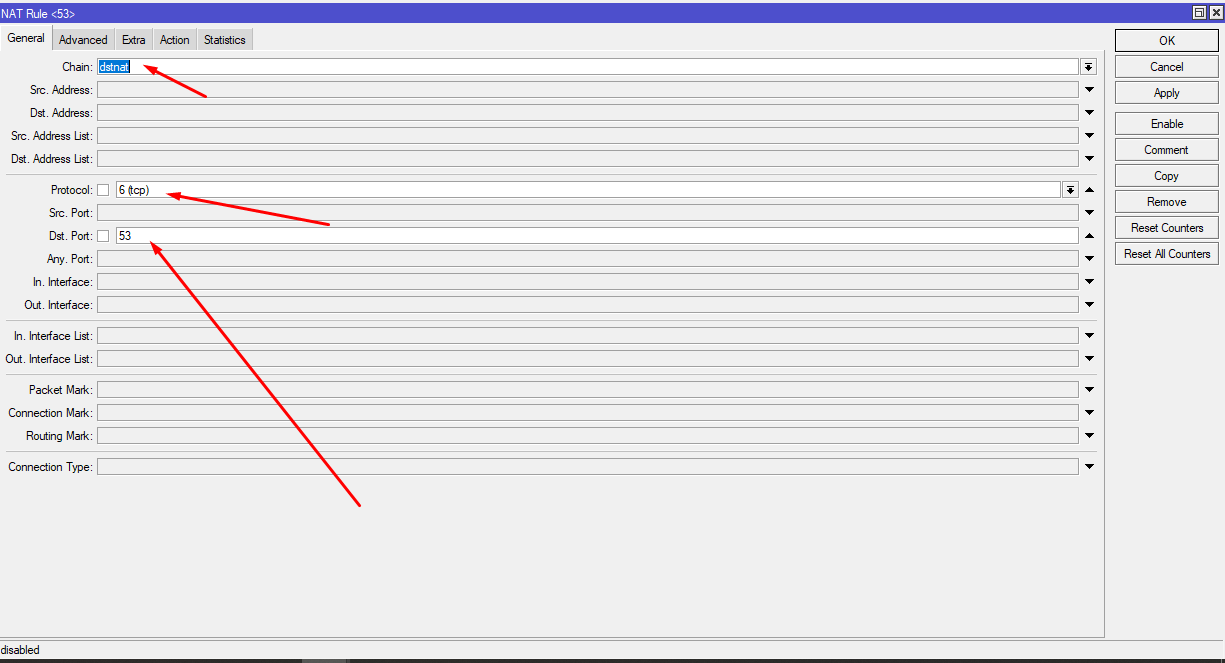 NAT Rule <53>
General Advanced Extra Action Statistics
Chain: dstnat
Src. Address:
Dst. Address:
Src. Address List:
Dst. Address List:
Protocol: 6 (tcp)
Src. Port:
Dst. Port: 53
Any. Port:
In. Interface:
Out. Interface:
In. Interface List:
Out. Interface List:
Packet Mark:
Connection Mark:
Routing Mark:
Connection Type:
OK
Cancel
Apply
Enable
Comment
Copy
Remove
Reset Counters
Reset All Counters
disabled